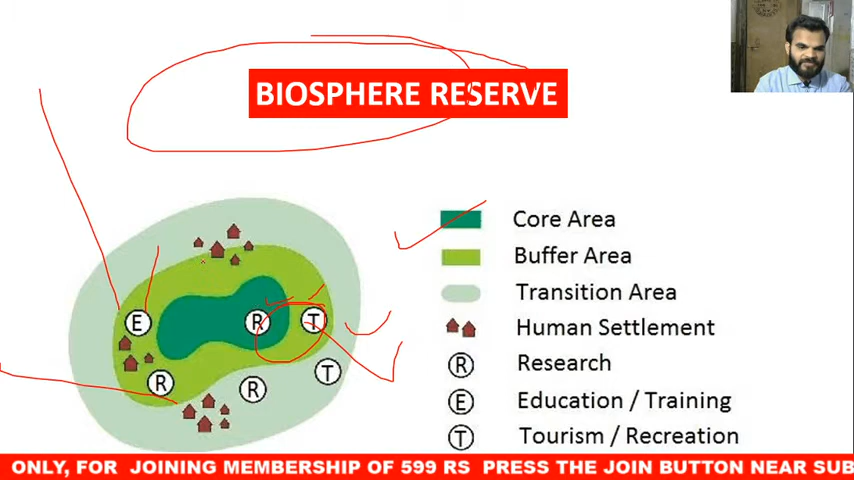 BIOSPHERE RESERVE
Core Area
Buffer Area
Transition Area
Human Settlement
E
R
T
R
R
T
R
Research
E
Education / Training
T
Tourism / Recreation
ONLY, FOR JOINING MEMBERSHIP OF 599 RS PRESS THE JOIN BUTTON NEAR SUB